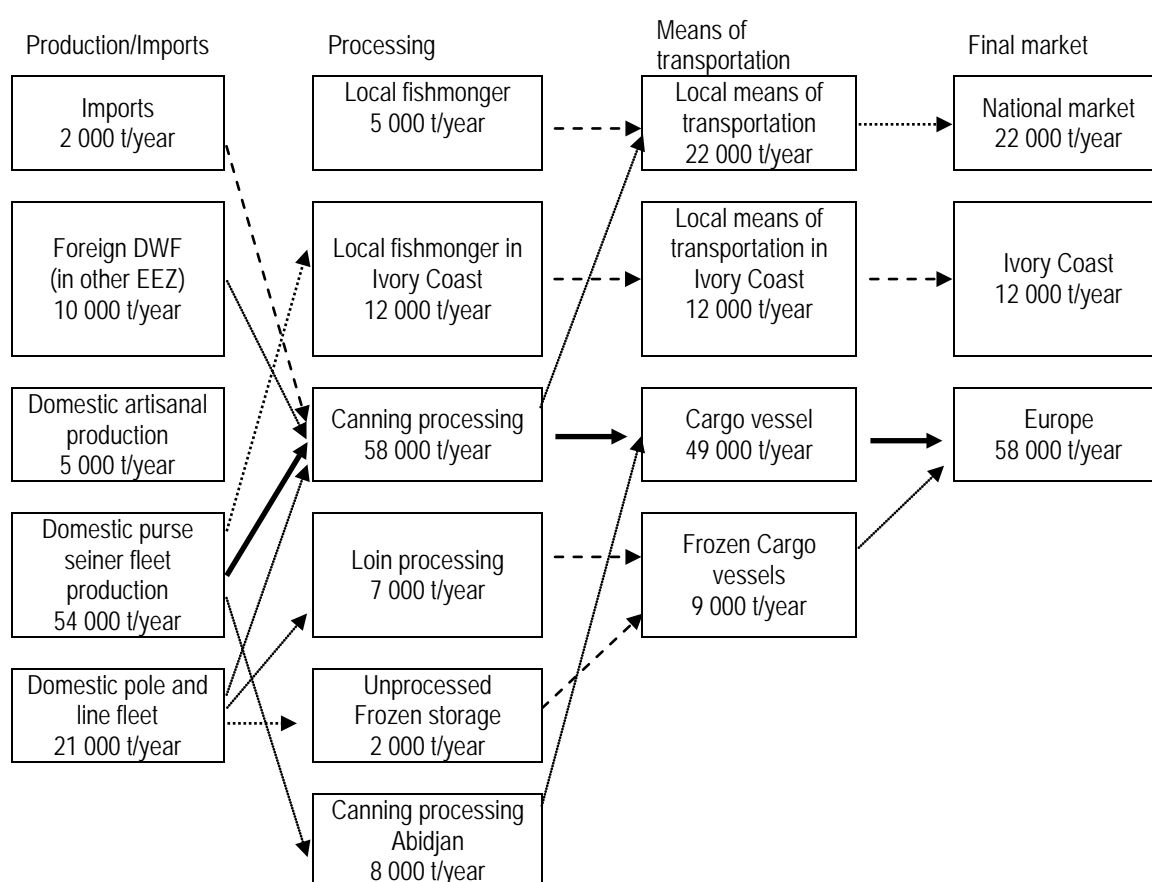 Production/Imports
Processing
Means of
transportation
Final market
Imports
2 000 t/year
Local fishmonger
5 000 t/year
Local means of
transportation
22 000 t/year
National market
22 000 t/year
Foreign DWF
(in other EEZ)
10 000 t/year
Local fishmonger in
Ivory Coast
12 000 t/year
Local means of
transportation in
Ivory Coast
12 000 t/year
Ivory Coast
12 000 t/year
Domestic artisanal
production
5 000 t/year
Canning processing
58 000 t/year
Cargo vessel
49 000 t/year
Europe
58 000 t/year
Domestic purse
seiner fleet
production
54 000 t/year
Loin processing
7 000 t/year
Frozen Cargo
vessels
9 000 t/year
Domestic pole and
line fleet
21 000 t/year
Unprocessed
Frozen storage
2 000 t/year
Canning processing
Abidjan
8 000 t/year